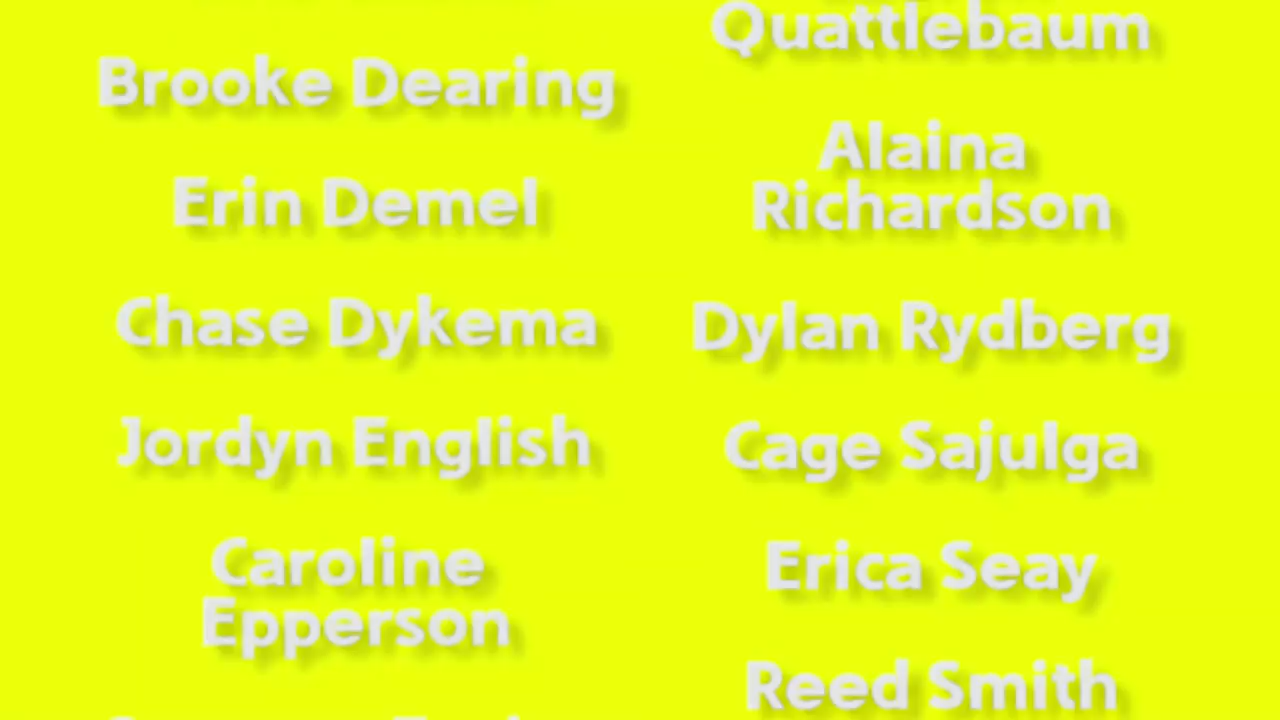 Brooke Dearing
Erin Demel
Chase Dykema
Jordyn English
Caroline
Epperson
Quattlebaum
Alaina
Richardson
Dylan Rydberg
Cage Sajulga
Erica Seay
Reed Smith